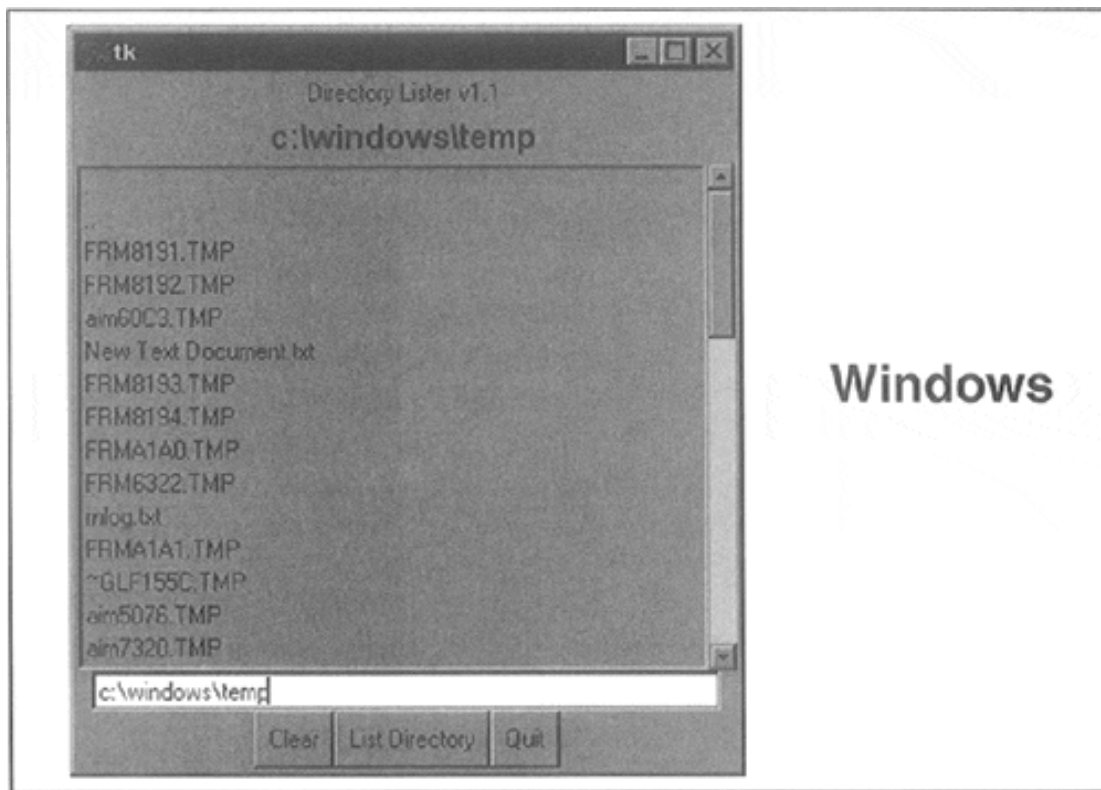 tk
Directory Lister v1.1
c:\windows\temp
.
..
FRM8191.TMP
FRM8192.TMP
aim60C3.TMP
New Text Document.txt
FRM8193.TMP
FRM8194.TMP
FRMA1A0.TMP
FRM6322.TMP
mlog.txt
FRMA1A1.TMP
~GLF155C.TMP
aim5076.TMP
aim7320.TMP
c:\windows\temp
Clear List Directory Quit
Windows